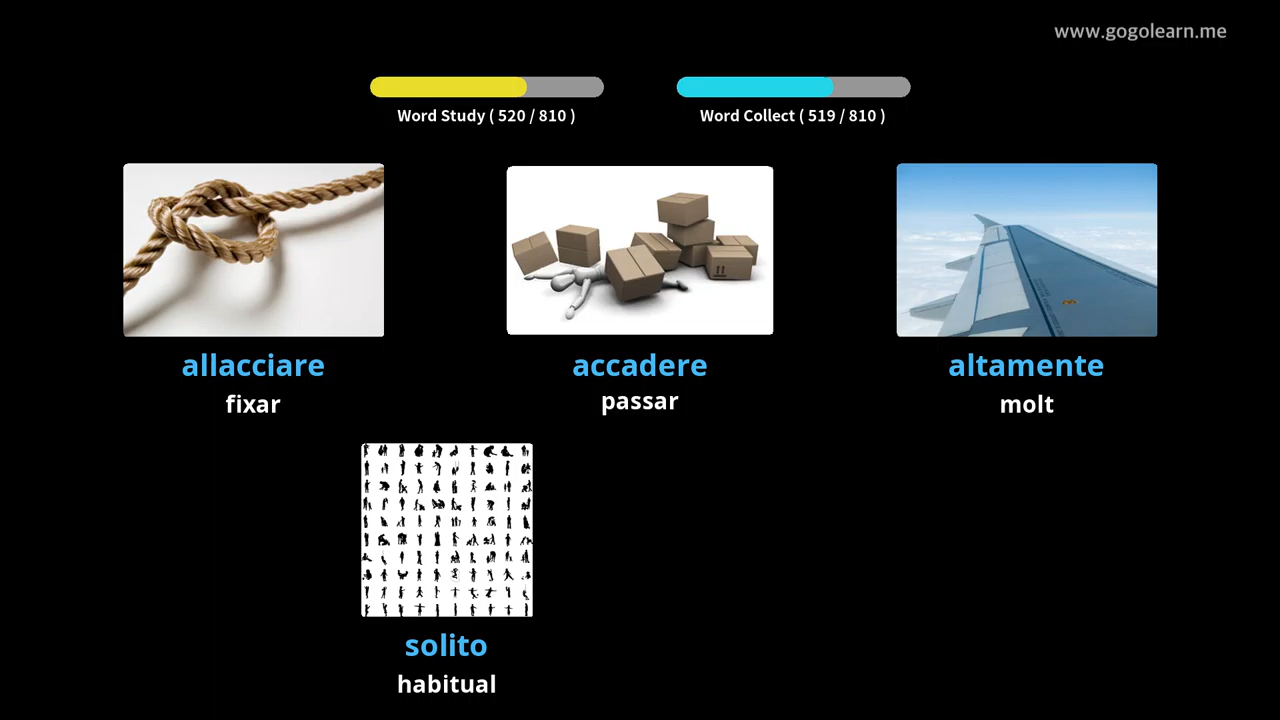 www.gogolearn.me
Word Study ( 520 / 810 )
Word Collect ( 519 / 810 )
allacciare
fixar
accadere
passar
altamente
molt
solito
habitual